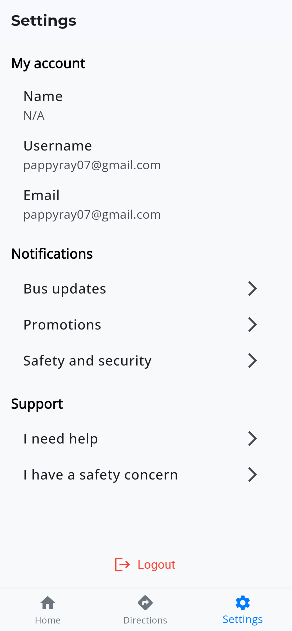 Settings
My account
Name
N/A
Username
pappyray07@gmail.com
Email
pappyray07@gmail.com
Notifications
Bus updates
Promotions
Safety and security
Support
I need help
I have a safety concern
Logout
Home
Directions
Settings